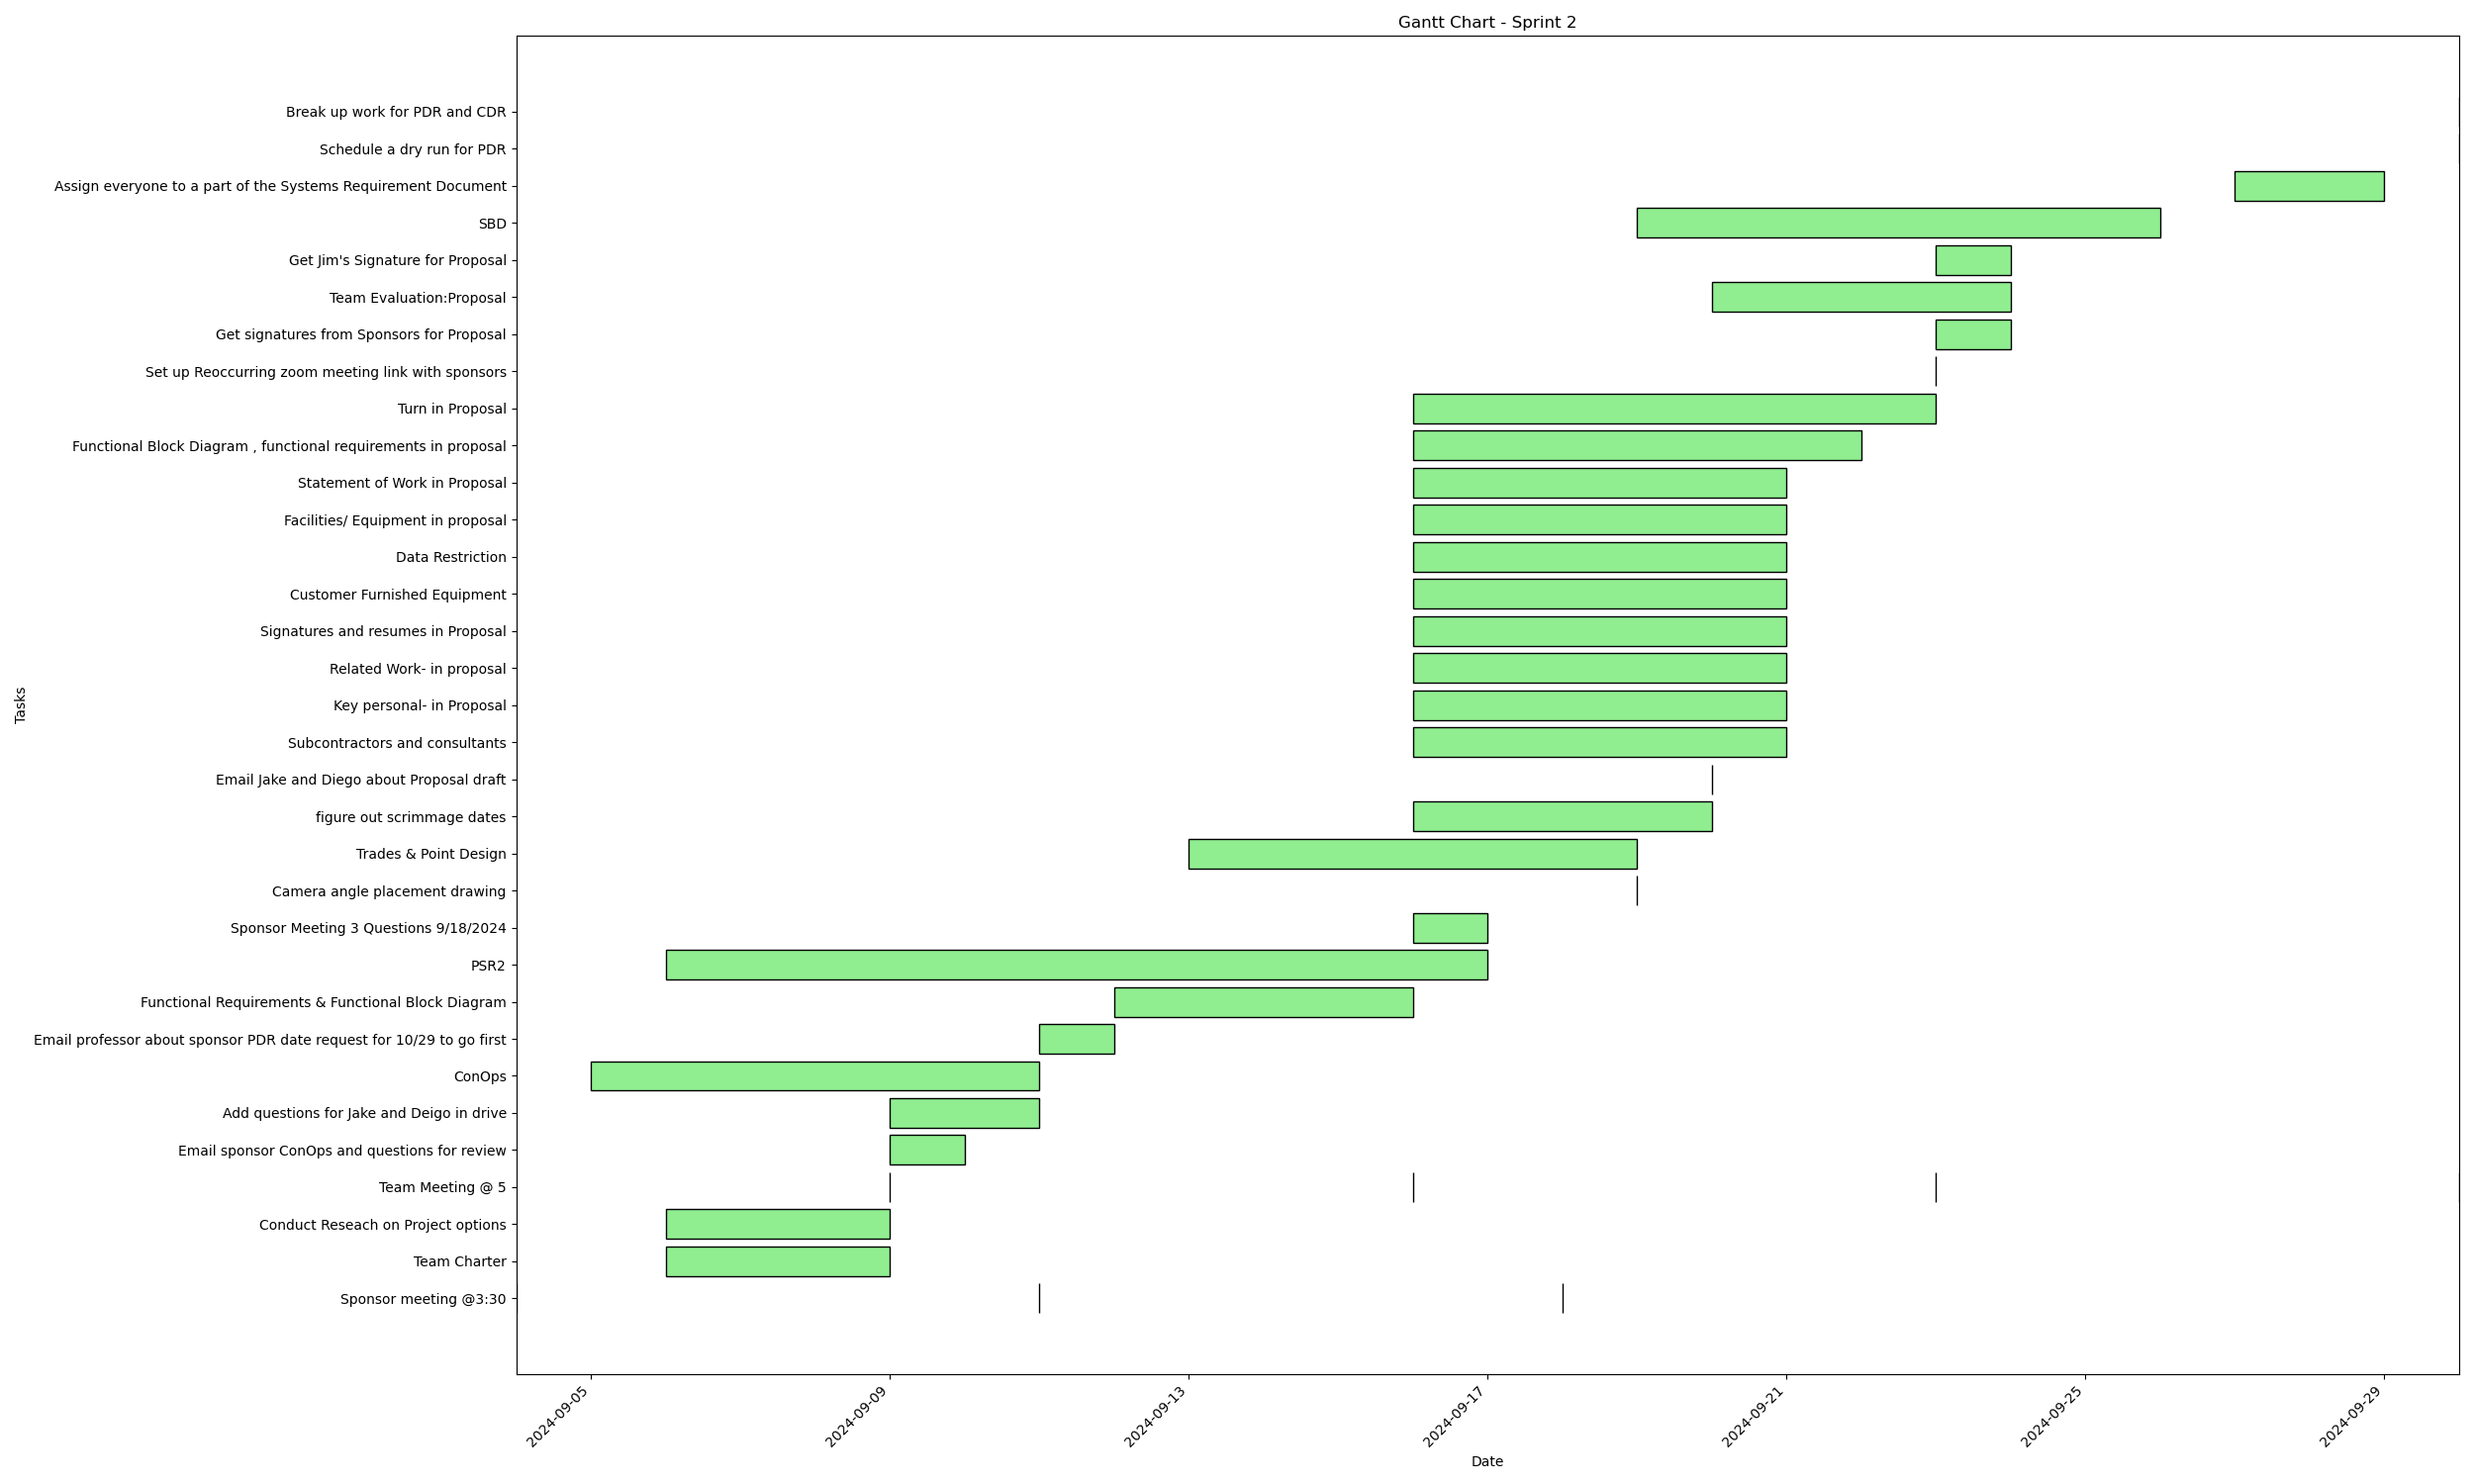 Gantt Chart - Sprint 2
Break up work for PDR and CDR
Schedule a dry run for PDR
Assign everyone to a part of the Systems Requirement Document
SBD
Get Jim's Signature for Proposal
Team Evaluation:Proposal
Get signatures from Sponsors for Proposal
Set up Reoccurring zoom meeting link with sponsors
Turn in Proposal
Functional Block Diagram , functional requirements in proposal
Statement of Work in Proposal
Facilities/ Equipment in proposal
Data Restriction
Customer Furnished Equipment
Signatures and resumes in Proposal
Related Work- in proposal
Key personal- in Proposal
Subcontractors and consultants
Email Jake and Diego about Proposal draft
figure out scrimmage dates
Trades & Point Design
Camera angle placement drawing
Sponsor Meeting 3 Questions 9/18/2024
PSR2
Functional Requirements & Functional Block Diagram
Email professor about sponsor PDR date request for 10/29 to go first
ConOps
Add questions for Jake and Deigo in drive
Email sponsor ConOps and questions for review
Team Meeting @ 5
Conduct Reseach on Project options
Team Charter
Sponsor meeting @3:30
Tasks
2024-09-05
2024-09-09
2024-09-13
2024-09-17
2024-09-21
2024-09-25
2024-09-29
Date